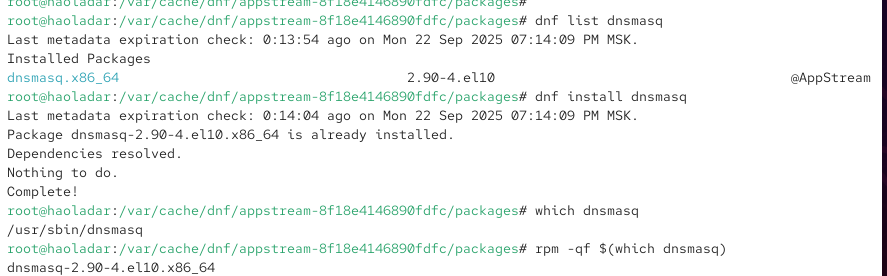 root@haoladar:/var/cache/dnf/appstream-8f18e4146890fdfc/packages#
root@haoladar:/var/cache/dnf/appstream-8f18e4146890fdfc/packages# dnf list dnsmasq
Last metadata expiration check: 0:13:54 ago on Mon 22 Sep 2025 07:14:09 PM MSK.
Installed Packages
dnsmasq.x86_64 2.90-4.el10 @AppStream
root@haoladar:/var/cache/dnf/appstream-8f18e4146890fdfc/packages# dnf install dnsmasq
Last metadata expiration check: 0:14:04 ago on Mon 22 Sep 2025 07:14:09 PM MSK.
Package dnsmasq-2.90-4.el10.x86_64 is already installed.
Dependencies resolved.
Nothing to do.
Complete!
root@haoladar:/var/cache/dnf/appstream-8f18e4146890fdfc/packages# which dnsmasq
/usr/sbin/dnsmasq
root@haoladar:/var/cache/dnf/appstream-8f18e4146890fdfc/packages# rpm -qf $(which dnsmasq)
dnsmasq-2.90-4.el10.x86_64